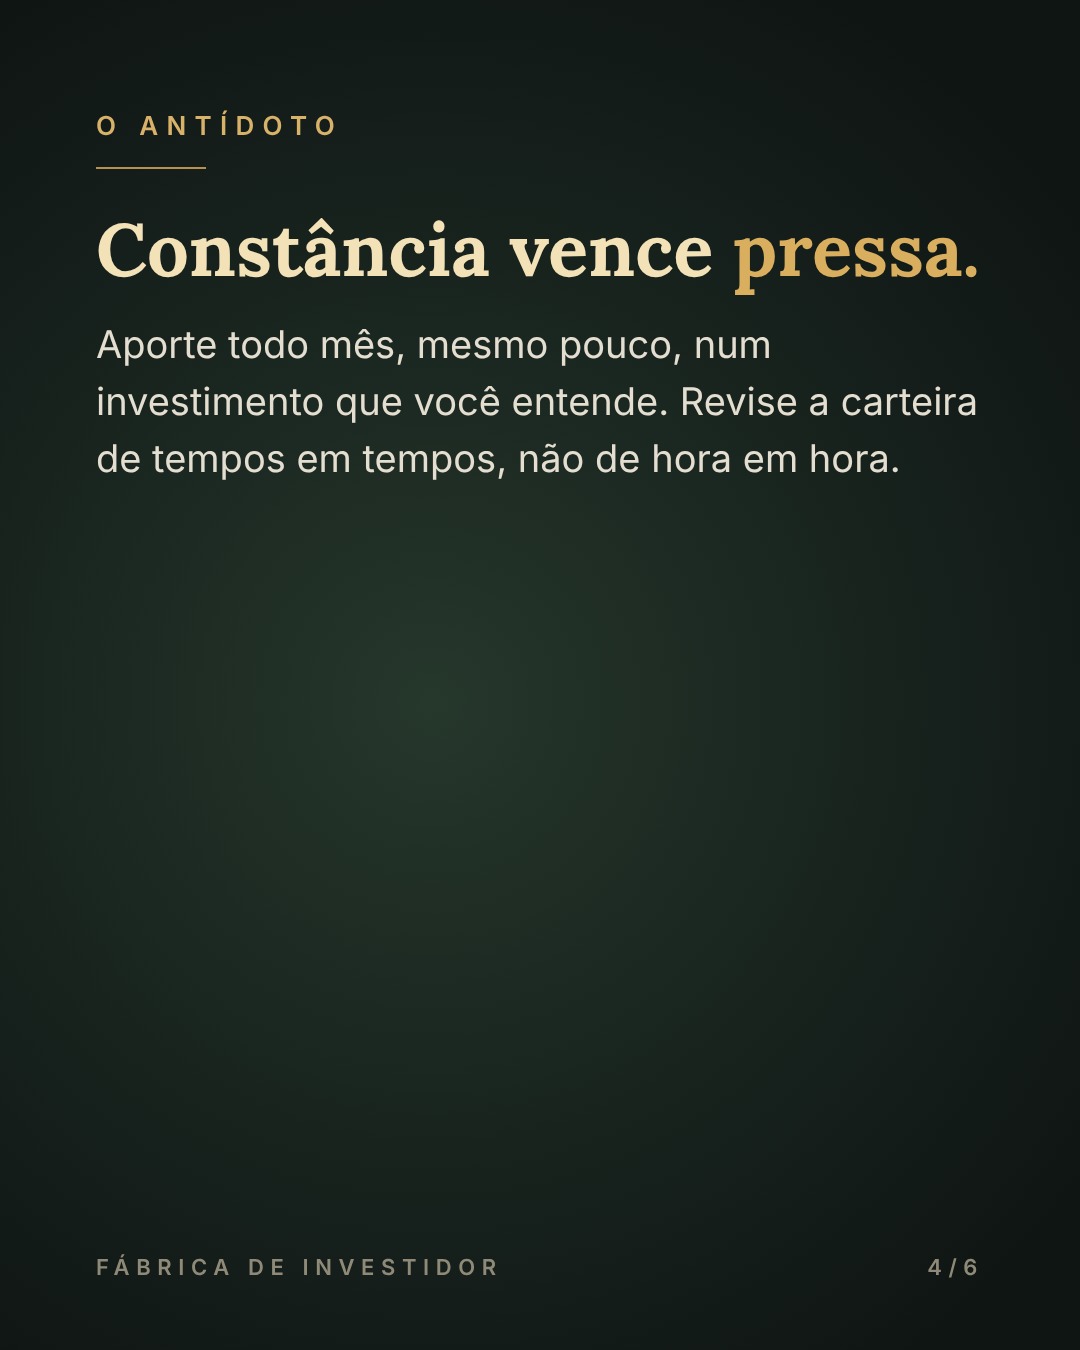 O ANTÍDOTO
Constância vence pressa.
Aporte todo mês, mesmo pouco, num
investimento que você entende. Revise a carteira
de tempos em tempos, não de hora em hora.
FÁBRICA DE INVESTIDOR
4/6